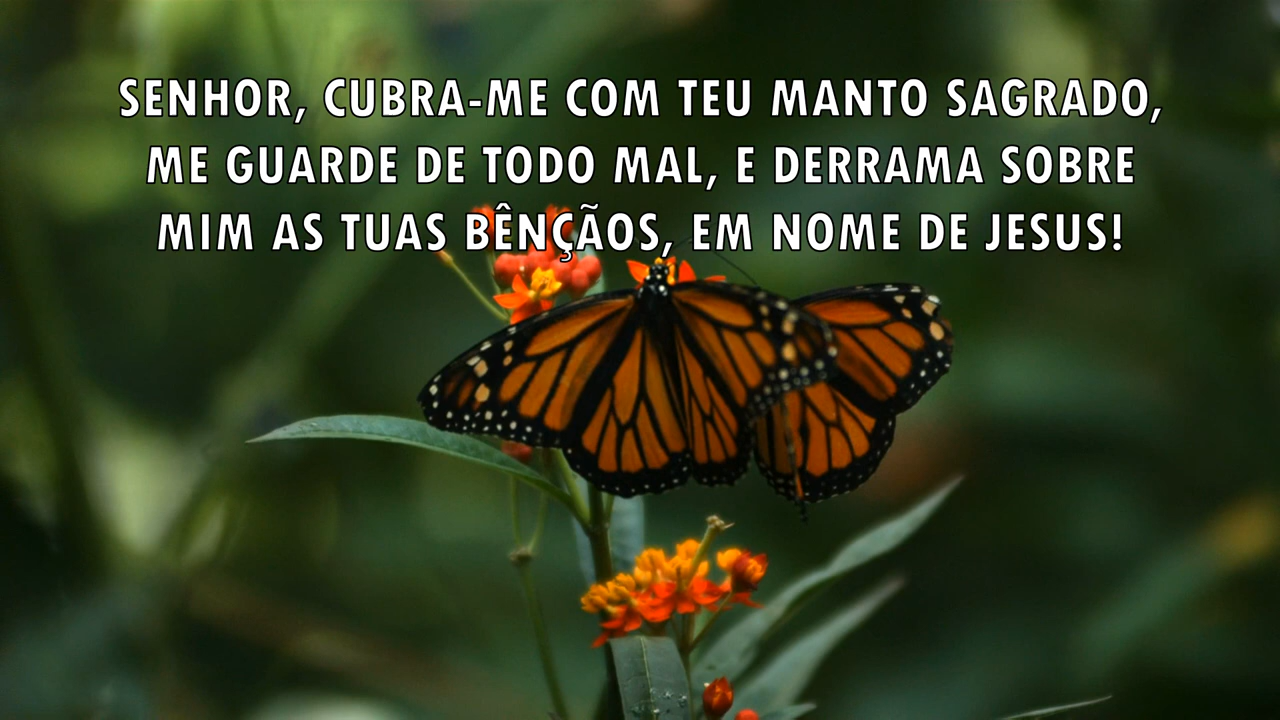 SENHOR, CUBRA-ME COM TEU MANTO SAGRADO,
ME GUARDE DE TODO MAL, E DERRAMA SOBRE
MIM AS TUAS BÊNÇÃOS, EM NOME DE JESUS!